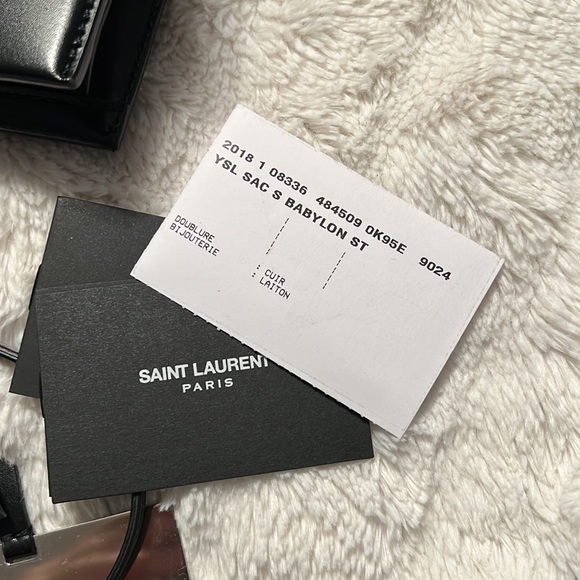 2018 1 08336 484509 0K95E 9024
YSL SAC S BABYLON ST
DOUBLURE : CUIR
BIJOUTERIE : LAITON
SAINT LAURENT
PARIS